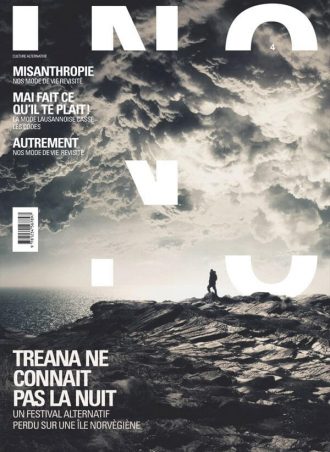 4
CULTURE ALTERNATIVE
MISANTHROPIE
NOS MODE DE VIE REVISITÉ
MAI FAIT CE
QU'IL TE PLAIT !
LA MODE LAUSANNOISE CASSE
LES CODES
AUTREMENT
NOS MODE DE VIE REVISITÉ
TREANA NE
CONNAIT
PAS LA NUIT
UN FESTIVAL ALTERNATIF
PERDU SUR UNE ÎLE NORVÈGIÈNE